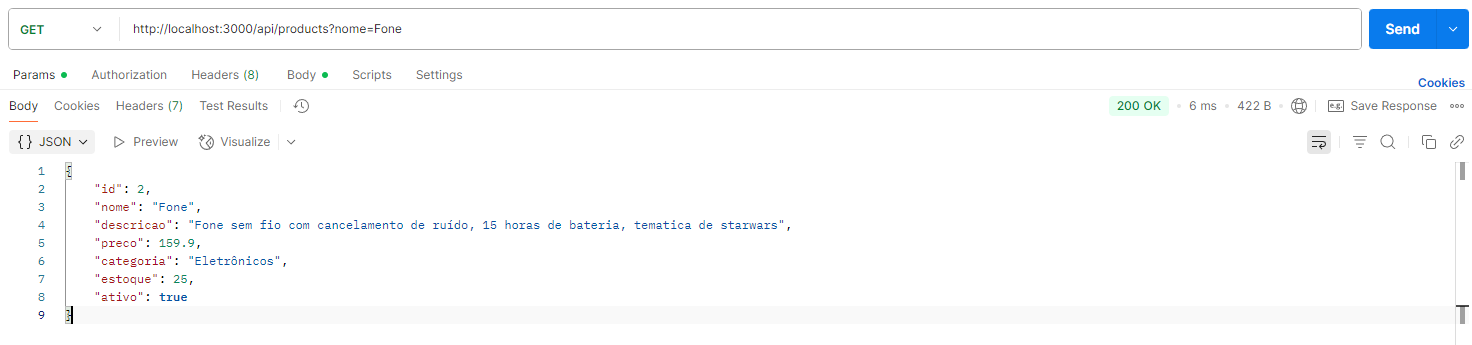 GET http://localhost:3000/api/products?nome=Fone Send
Params Authorization Headers (8) Body Scripts Settings Cookies
Body Cookies Headers (7) Test Results 200 OK 6 ms 422 B e.g. Save Response
{} JSON Preview Visualize
1 {
2 "id": 2,
3 "nome": "Fone",
4 "descricao": "Fone sem fio com cancelamento de ruído, 15 horas de bateria, tematica de starwars",
5 "preco": 159.9,
6 "categoria": "Eletrônicos",
7 "estoque": 25,
8 "ativo": true
9 }